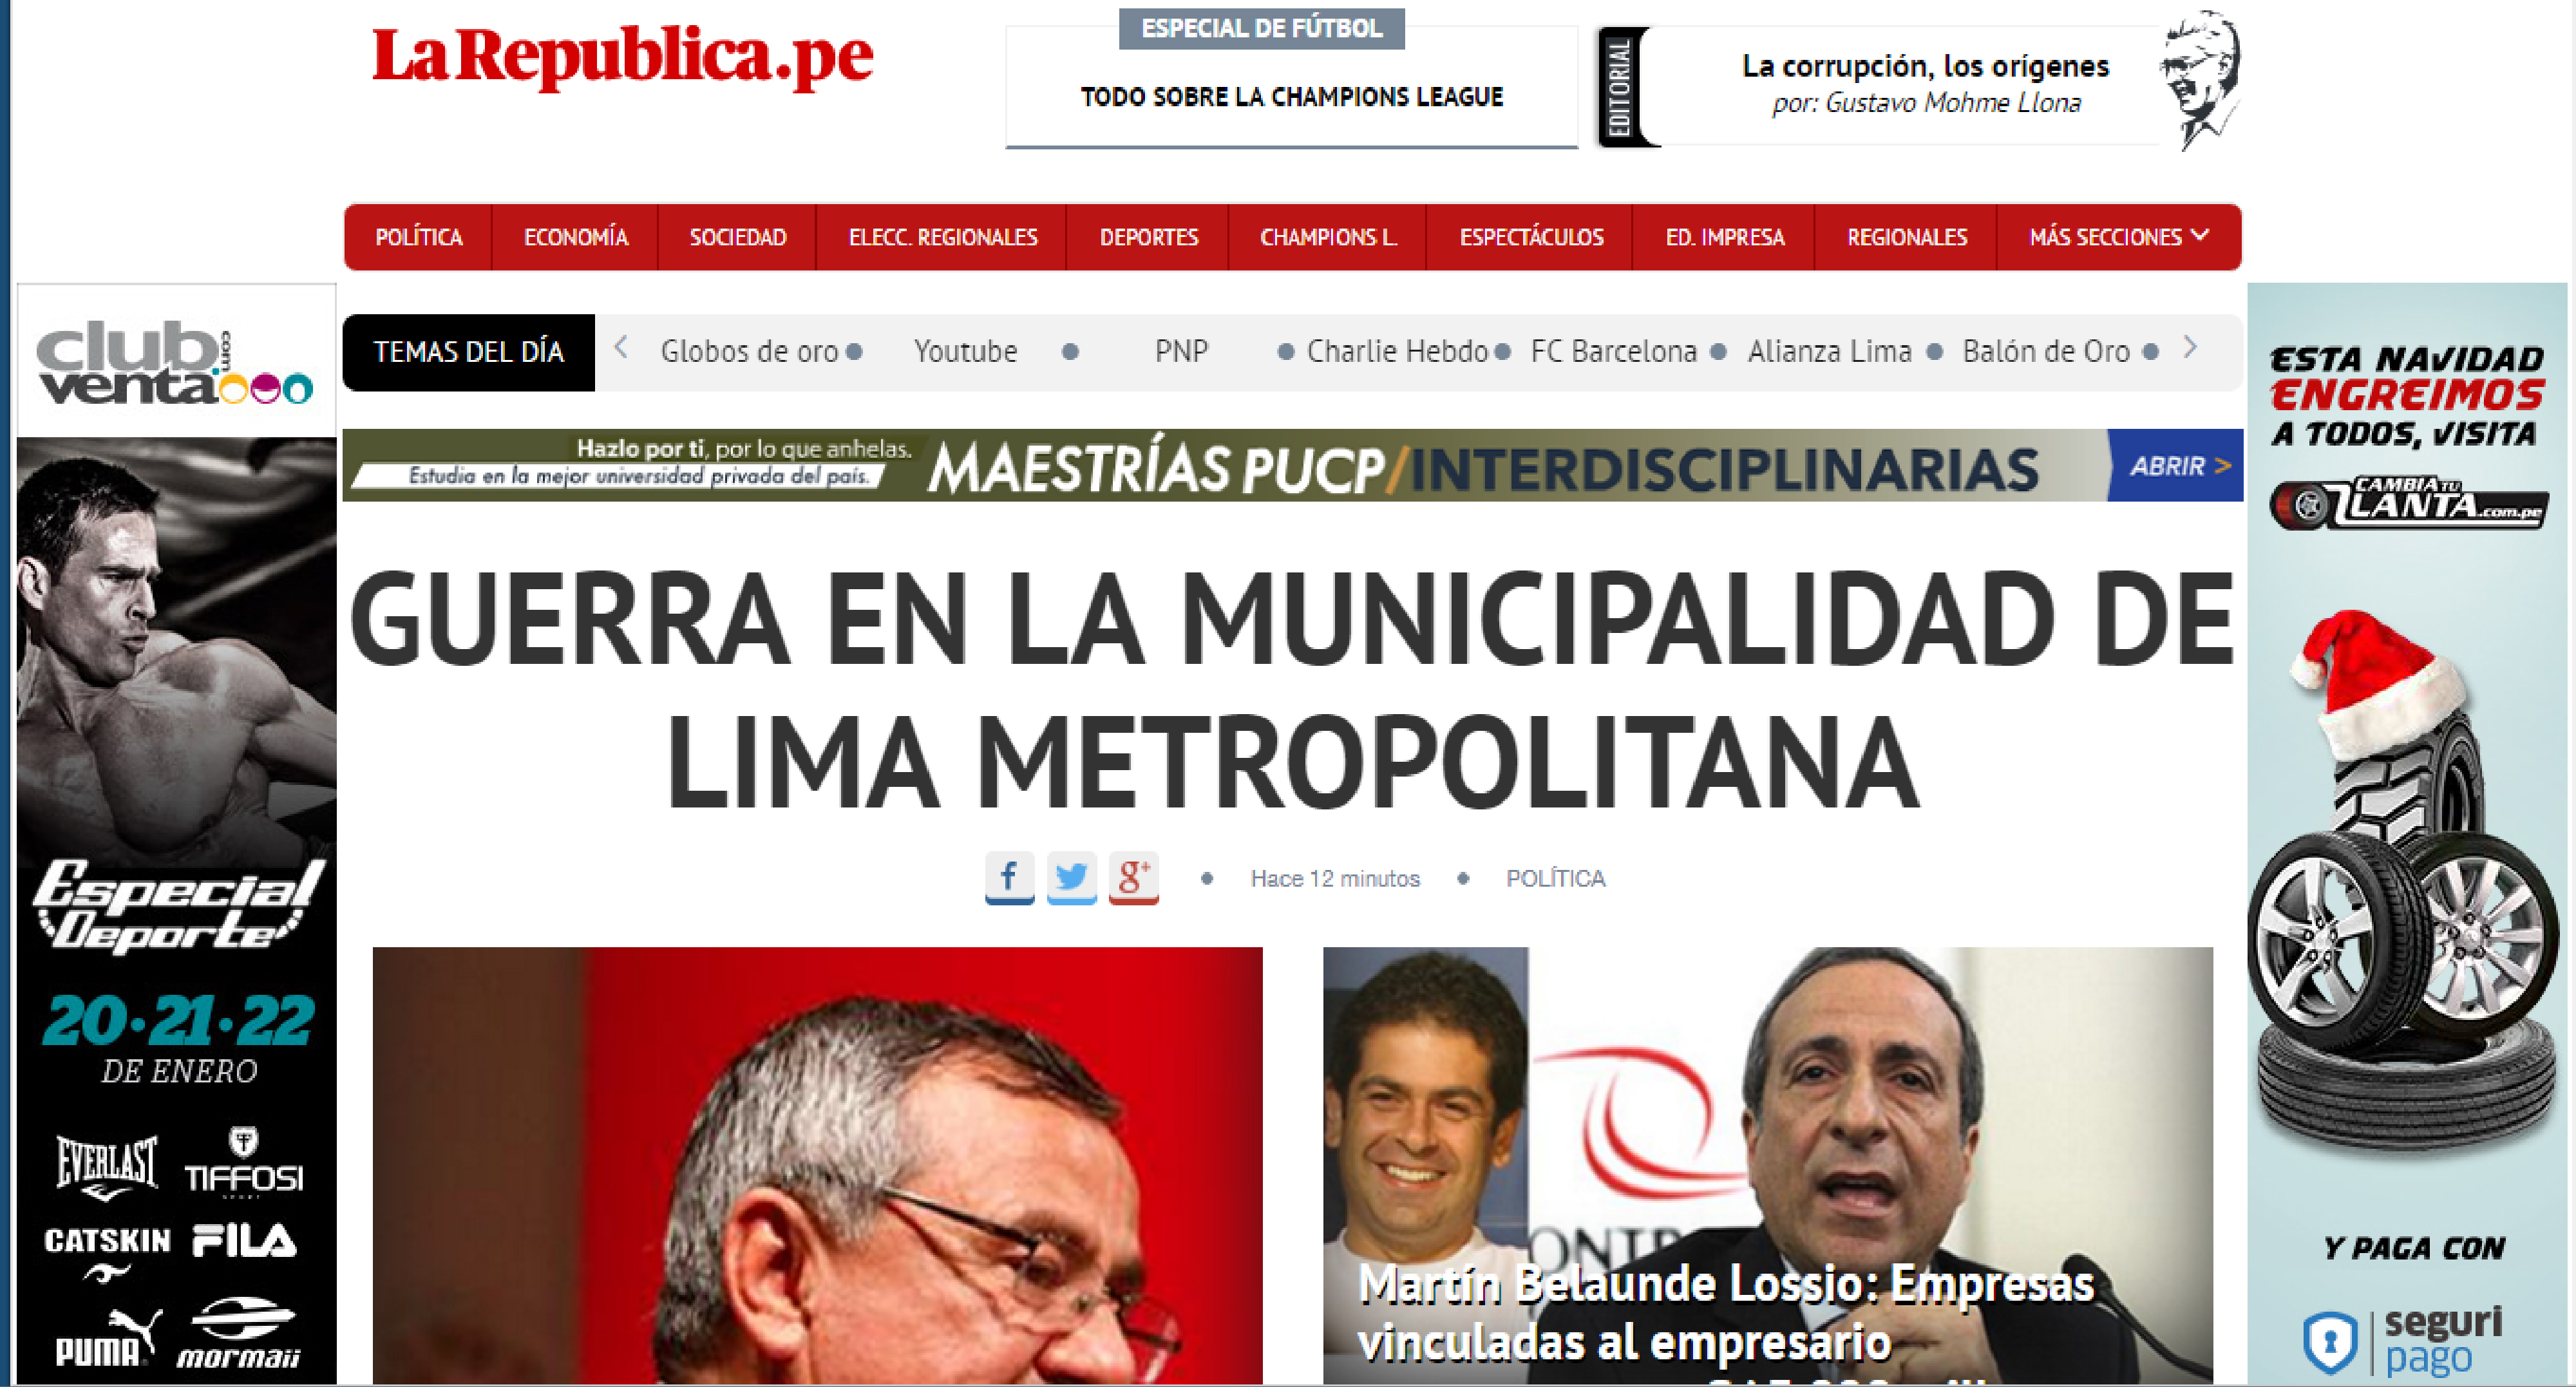 LaRepublica.pe
ESPECIAL DE FÚTBOL
TODO SOBRE LA CHAMPIONS LEAGUE
EDITORIAL
La corrupción, los orígenes
por: Gustavo Mohme Llona
POLÍTICA ECONOMÍA SOCIEDAD ELECC. REGIONALES DEPORTES CHAMPIONS L. ESPECTÁCULOS ED. IMPRESA REGIONALES MÁS SECCIONES
TEMAS DEL DÍA Globos de oro • Youtube • PNP • Charlie Hebdo • FC Barcelona • Alianza Lima • Balón de Oro •
Hazlo por ti, por lo que anhelas.
Estudia en la mejor universidad privada del país.
MAESTRÍAS PUCP/INTERDISCIPLINARIAS
ABRIR >
GUERRA EN LA MUNICIPALIDAD DE
LIMA METROPOLITANA
f g+ • Hace 12 minutos • POLÍTICA
CONTR
Martín Belaunde Lossio: Empresas
vinculadas al empresario
club
venta.com
Especial
Deporte
20·21·22
DE ENERO
EVERLAST
TIFFOSI
SPORT
CATSKIN
FILA
PUMA
mormaii
ESTA NAVIDAD
ENGREIMOS
A TODOS, VISITA
CAMBIA TU
LLANTA.com.pe
Y PAGA CON
seguri
pago